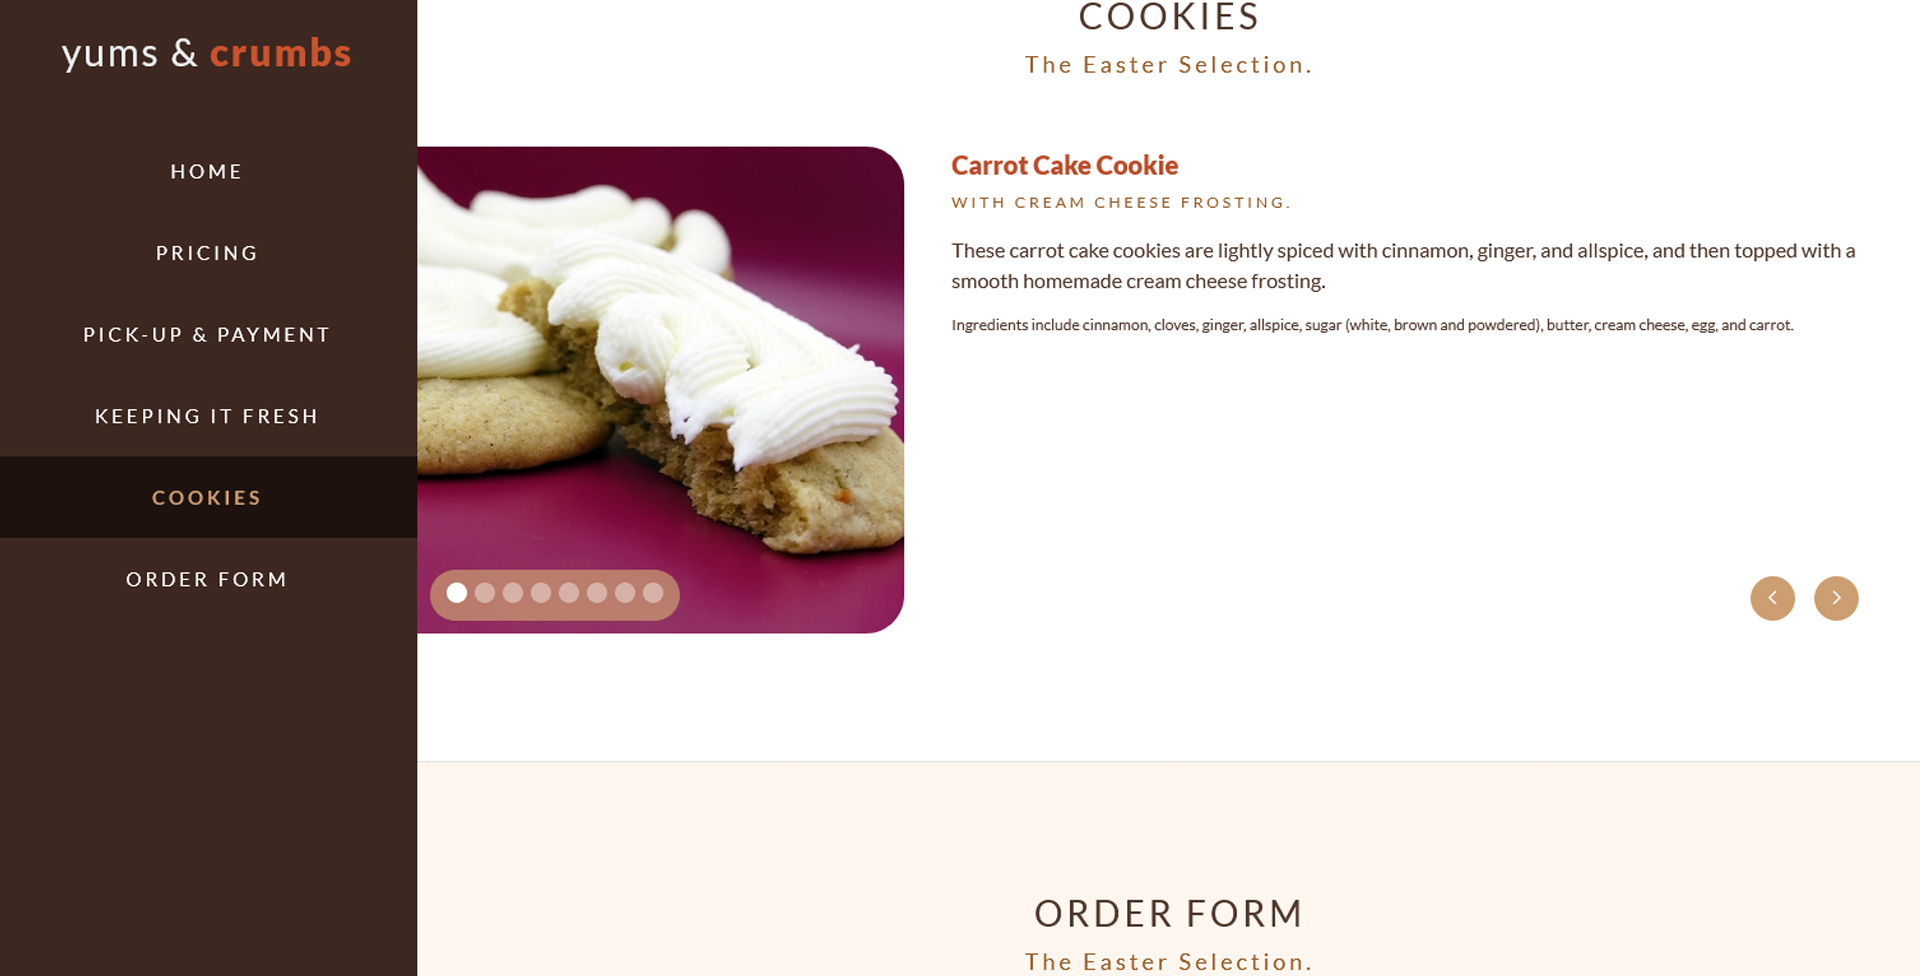 yums & crumbs
HOME
PRICING
PICK-UP & PAYMENT
KEEPING IT FRESH
COOKIES
ORDER FORM
COOKIES
The Easter Selection.
Carrot Cake Cookie
WITH CREAM CHEESE FROSTING.
These carrot cake cookies are lightly spiced with cinnamon, ginger, and allspice, and then topped with a
smooth homemade cream cheese frosting.
Ingredients include cinnamon, cloves, ginger, allspice, sugar (white, brown and powdered), butter, cream cheese, egg, and carrot.
ORDER FORM
The Easter Selection.